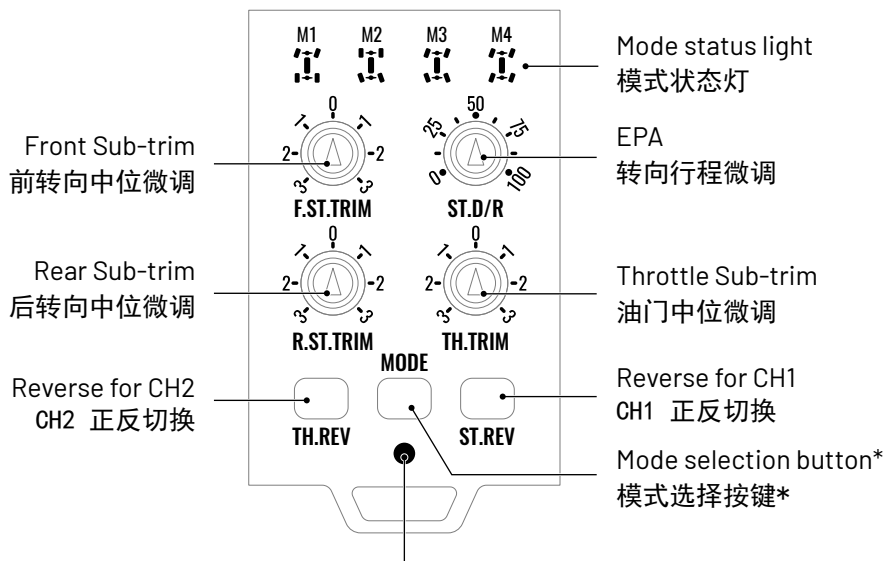 M1 M2 M3 M4
Mode status light
模式状态灯
Front Sub-trim
前转向中位微调
0
1 1
2 2
3 3
F.ST.TRIM
50
25 75
0 100
ST.D/R
EPA
转向行程微调
Rear Sub-trim
后转向中位微调
0
1 1
2 2
3 3
R.ST.TRIM
0
1 1
2 2
3 3
TH.TRIM
Throttle Sub-trim
油门中位微调
MODE
Reverse for CH2
CH2 正反切换
TH.REV
ST.REV
Reverse for CH1
CH1 正反切换
Mode selection button*
模式选择按键*